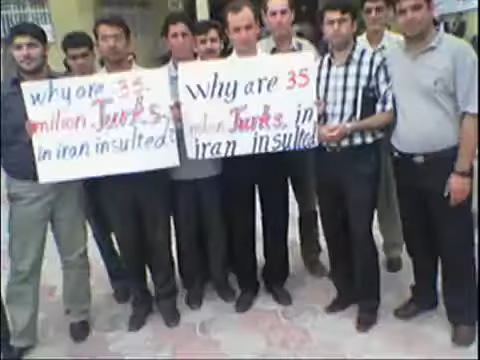 why are 35
milion Turks
in iran insulted?
Why are 35
milion Turks in
iran insulted